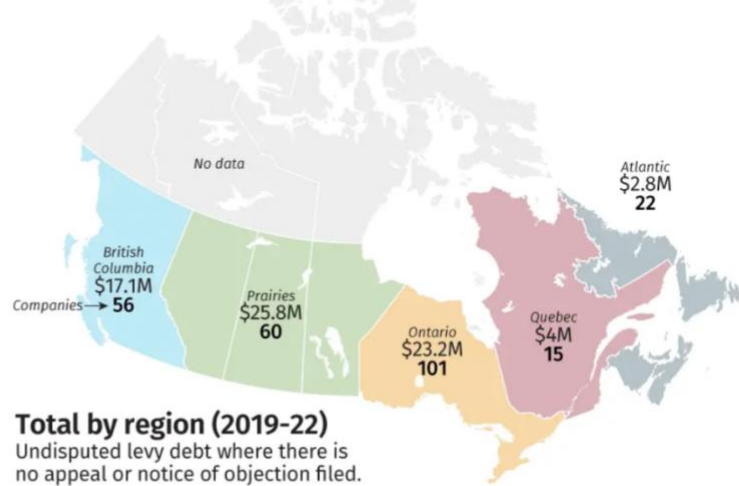 No data
Atlantic
$2.8M
22
British
Columbia
$17.1M
Companies→ 56
Prairies
$25.8M
60
Ontario
$23.2M
101
Quebec
$4M
15
Total by region (2019-22)
Undisputed levy debt where there is
no appeal or notice of objection filed.